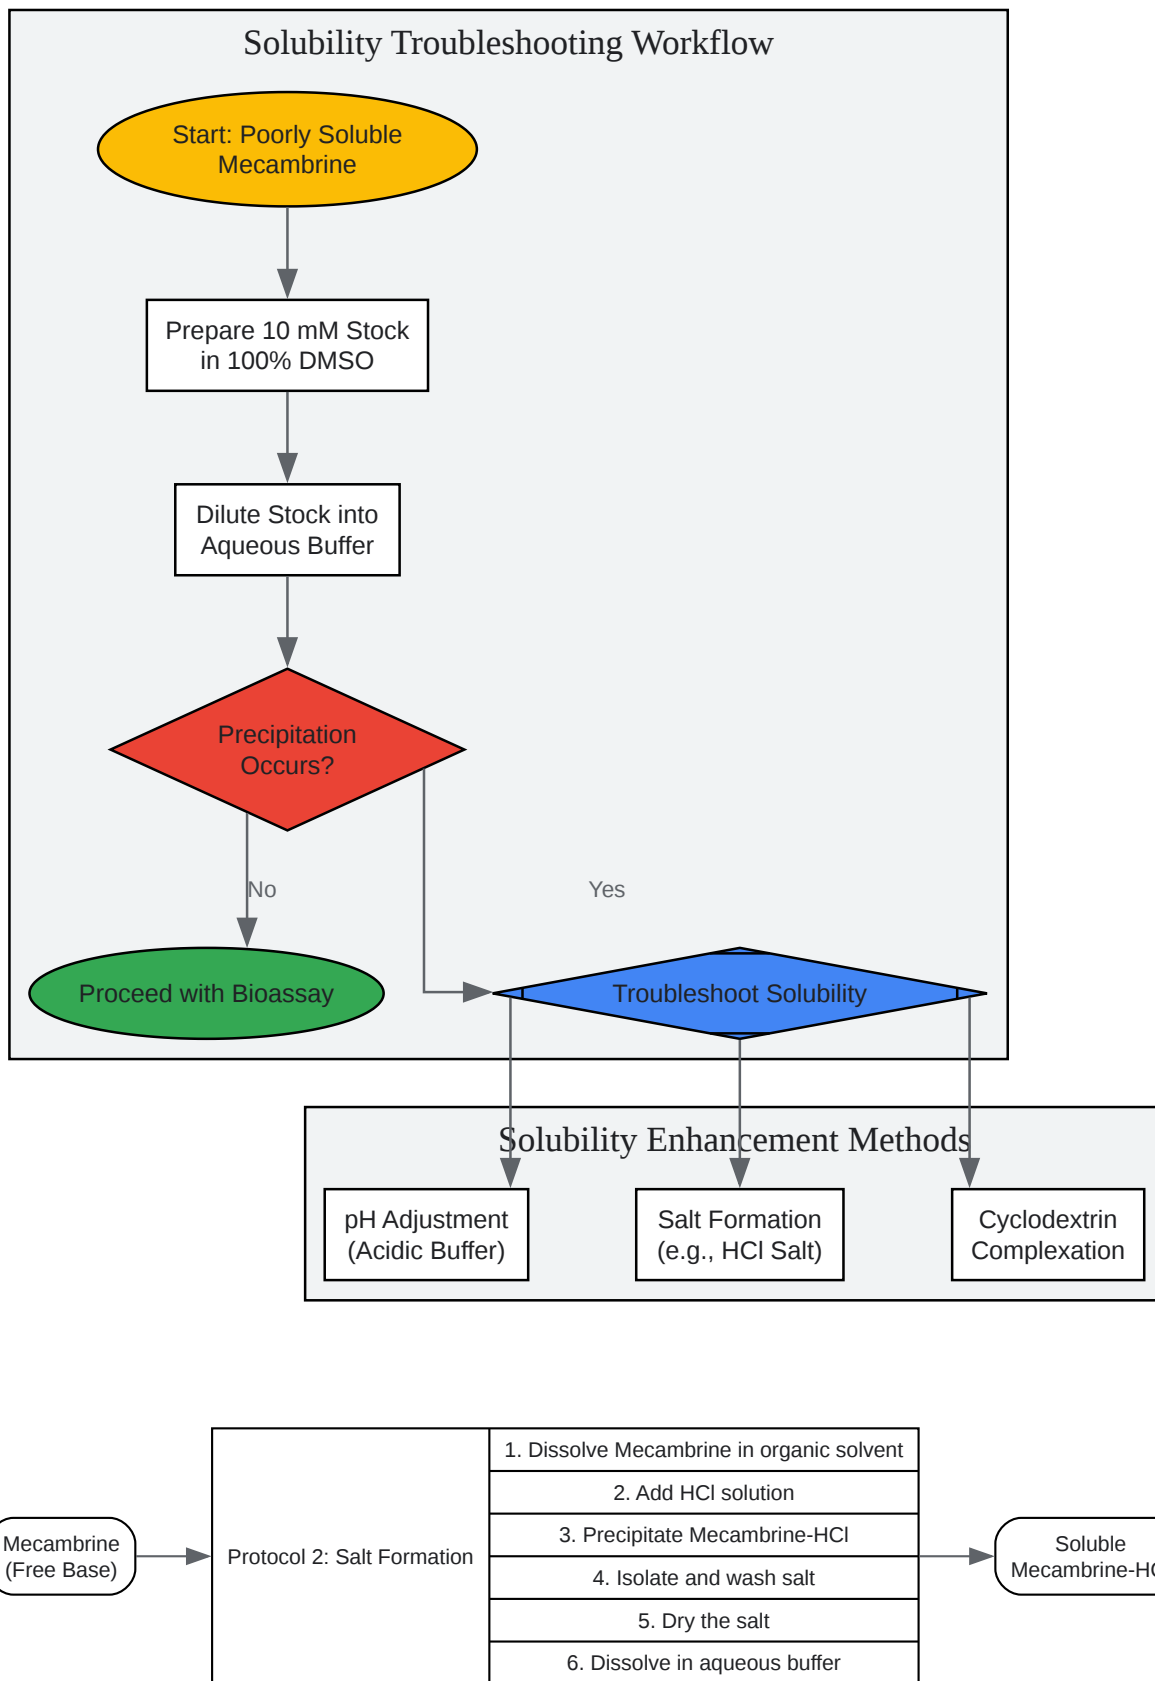 Solubility Troubleshooting Workflow
Start: Poorly Soluble
Mecambrine
Prepare 10 mM Stock
in 100% DMSO
Dilute Stock into
Aqueous Buffer
Precipitation
Occurs?
No
Yes
Proceed with Bioassay
Troubleshoot Solubility
Solubility Enhancement Methods
pH Adjustment
(Acidic Buffer)
Salt Formation
(e.g., HCl Salt)
Cyclodextrin
Complexation
Mecambrine
(Free Base)
Protocol 2: Salt Formation
1. Dissolve Mecambrine in organic solvent
2. Add HCl solution
3. Precipitate Mecambrine-HCl
4. Isolate and wash salt
5. Dry the salt
6. Dissolve in aqueous buffer
Soluble